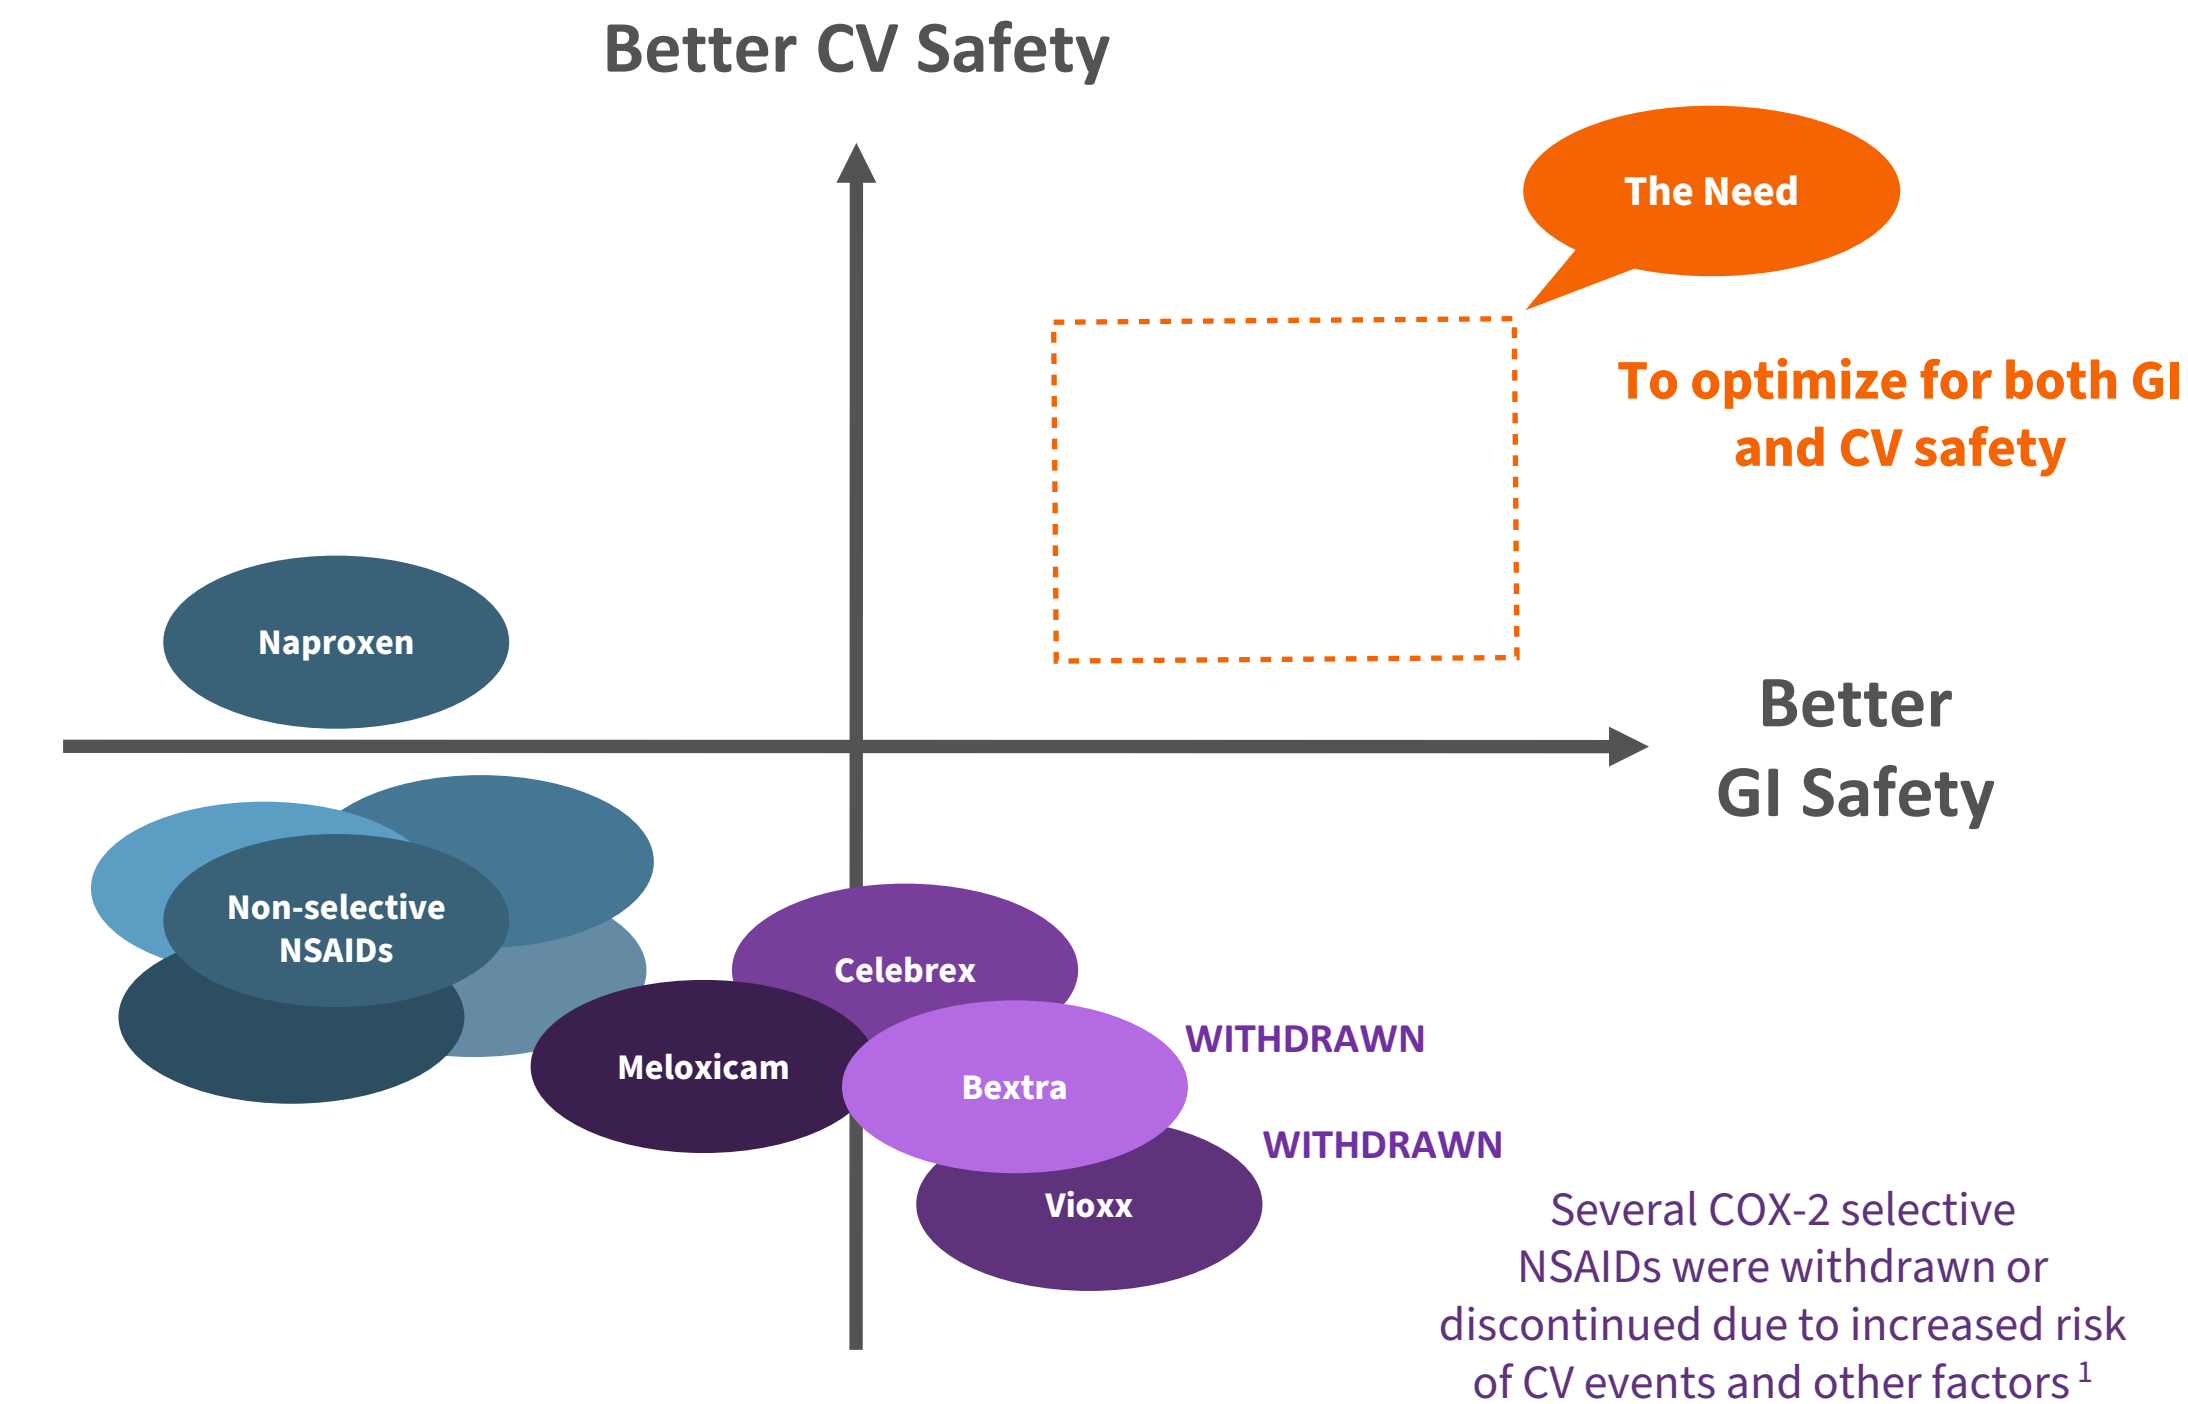 Better CV Safety
The Need
To optimize for both GI
and CV safety
Naproxen
Better
GI Safety
Non-selective
NSAIDs
Celebrex
WITHDRAWN
Meloxicam
Bextra
WITHDRAWN
Vioxx
Several COX-2 selective
NSAIDs were withdrawn or
discontinued due to increased risk
of CV events and other factors 1